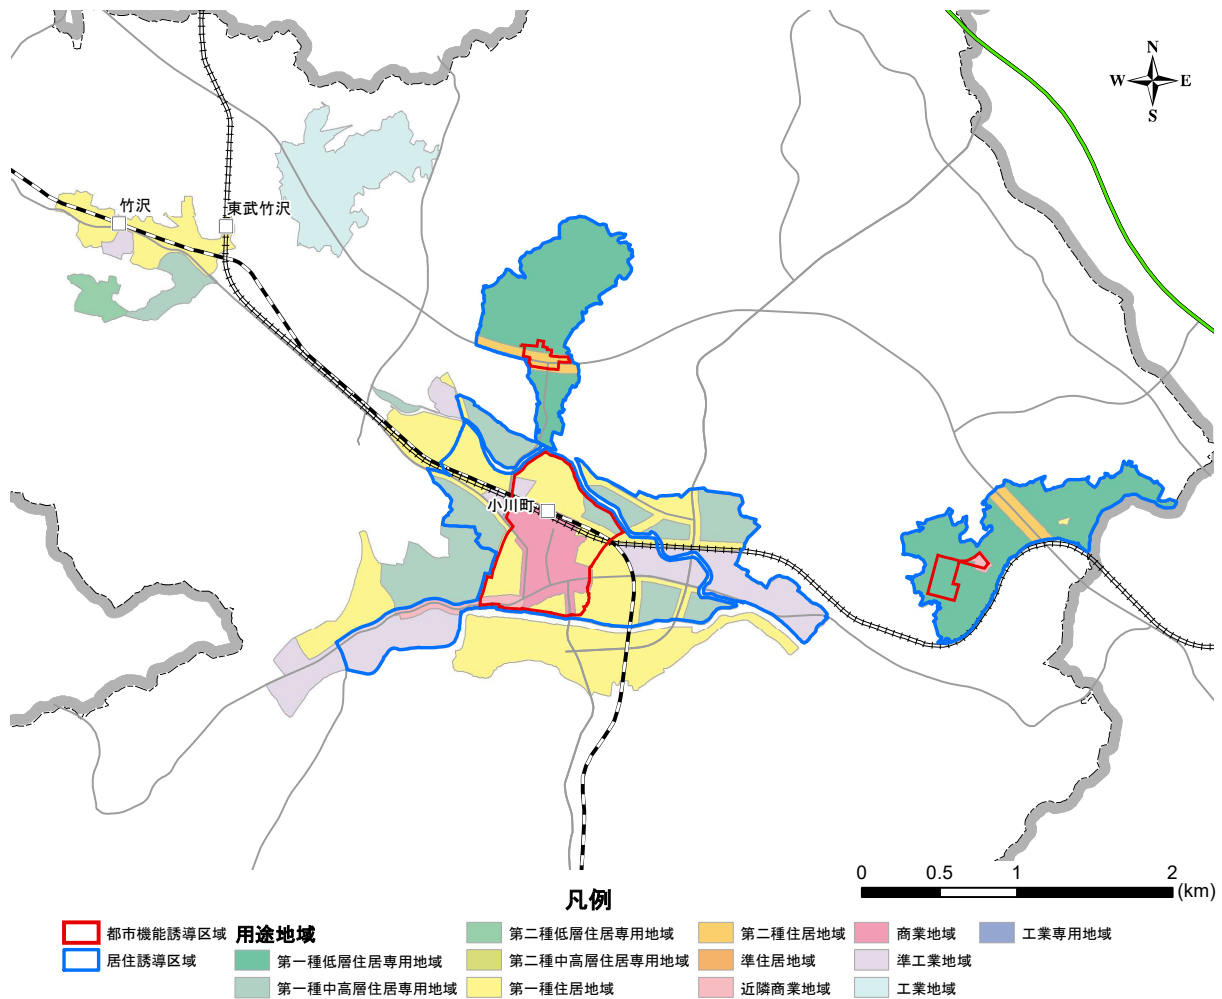 N
W E
S
竹沢
東武竹沢
小川町
0 0.5 1 2
(km)
凡例
都市機能誘導区域
居住誘導区域
用途地域
第一種低層住居専用地域
第一種中高層住居専用地域
第二種低層住居専用地域
第二種中高層住居専用地域
第一種住居地域
第二種住居地域
準住居地域
近隣商業地域
商業地域
準工業地域
工業地域
工業専用地域